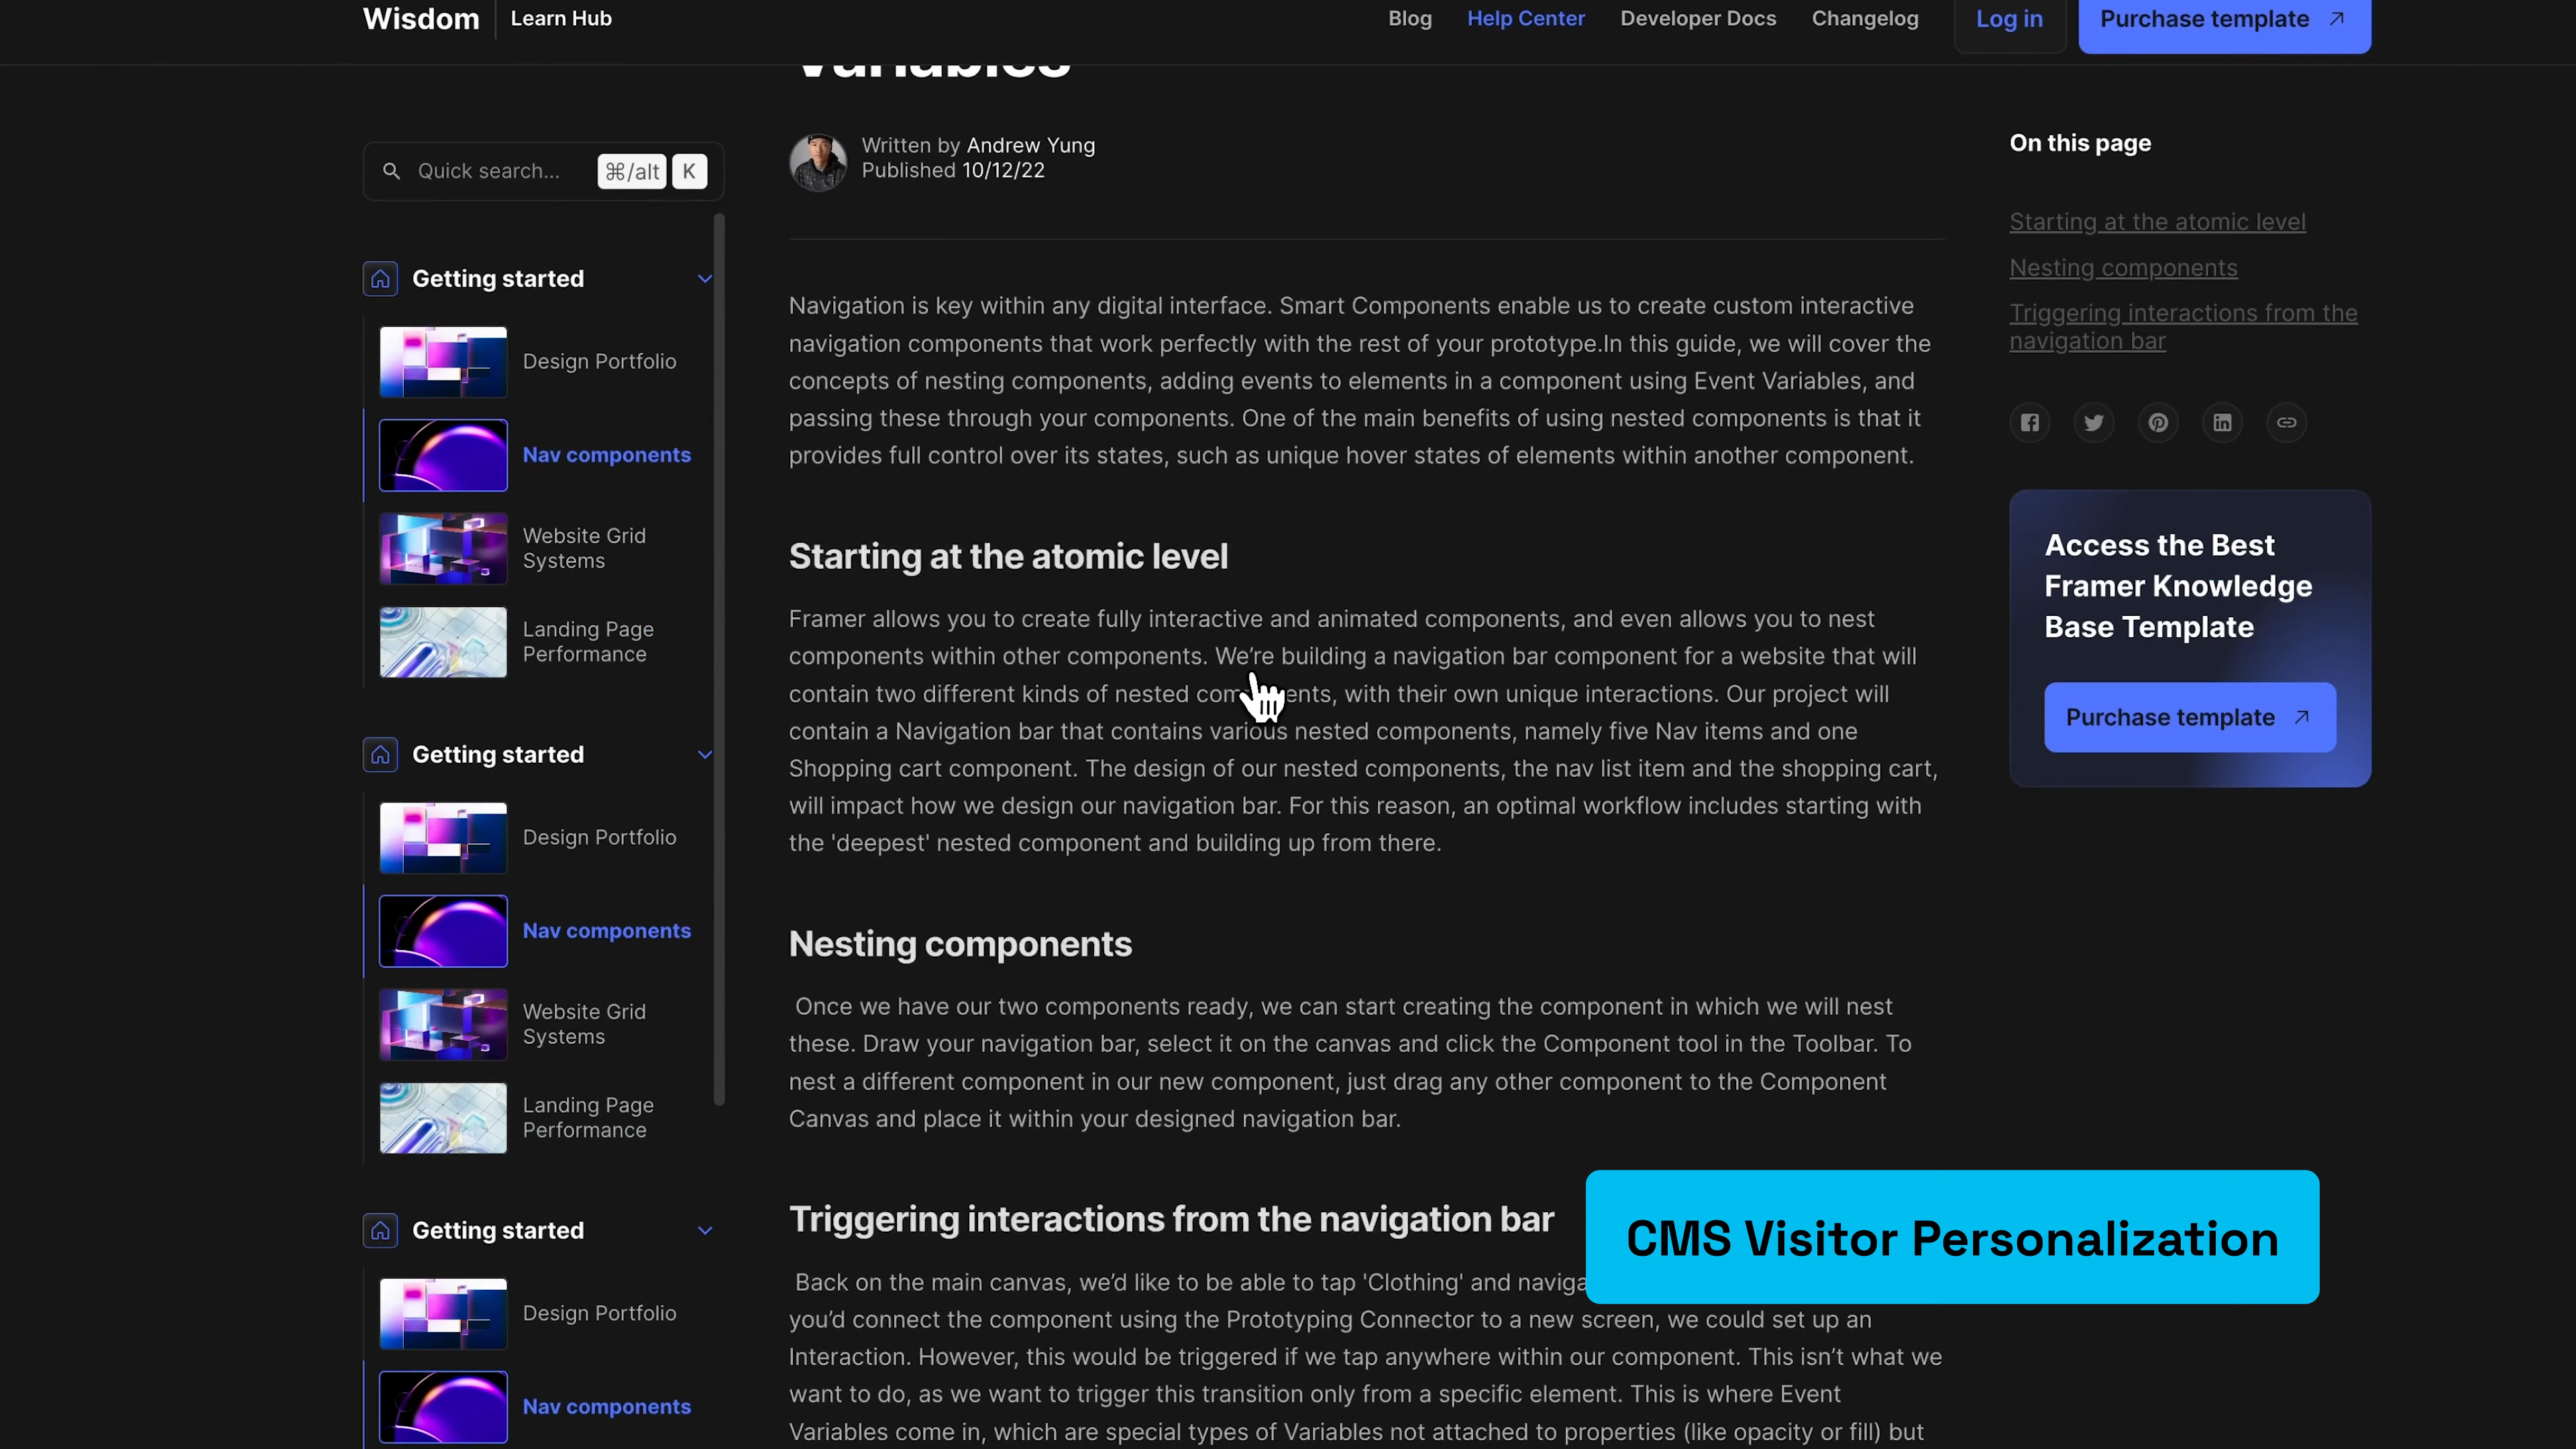 Wisdom
Learn Hub
Blog
Help Center
Developer Docs
Changelog
Log in
Purchase template
Variables
Quick search...
⌘/alt
K
Getting started
Design Portfolio
Nav components
Website Grid
Systems
Landing Page
Performance
Getting started
Design Portfolio
Nav components
Website Grid
Systems
Landing Page
Performance
Getting started
Design Portfolio
Nav components
Written by Andrew Yung
Published 10/12/22
Navigation is key within any digital interface. Smart Components enable us to create custom interactive
navigation components that work perfectly with the rest of your prototype.In this guide, we will cover the
concepts of nesting components, adding events to elements in a component using Event Variables, and
passing these through your components. One of the main benefits of using nested components is that it
provides full control over its states, such as unique hover states of elements within another component.
Starting at the atomic level
Framer allows you to create fully interactive and animated components, and even allows you to nest
components within other components. We’re building a navigation bar component for a website that will
contain two different kinds of nested components, with their own unique interactions. Our project will
contain a Navigation bar that contains various nested components, namely five Nav items and one
Shopping cart component. The design of our nested components, the nav list item and the shopping cart,
will impact how we design our navigation bar. For this reason, an optimal workflow includes starting with
the 'deepest' nested component and building up from there.
Nesting components
Once we have our two components ready, we can start creating the component in which we will nest
these. Draw your navigation bar, select it on the canvas and click the Component tool in the Toolbar. To
nest a different component in our new component, just drag any other component to the Component
Canvas and place it within your designed navigation bar.
Triggering interactions from the navigation bar
Back on the main canvas, we’d like to be able to tap 'Clothing' and
you’d connect the component using the Prototyping Connector to a new screen, we could set up an
Interaction. However, this would be triggered if we tap anywhere within our component. This isn’t what we
want to do, as we want to trigger this transition only from a specific element. This is where Event
Variables come in, which are special types of Variables not attached to properties (like opacity or fill) but
On this page
Starting at the atomic level
Nesting components
Triggering interactions from the
navigation bar
Access the Best
Framer Knowledge
Base Template
Purchase template
CMS Visitor Personalization